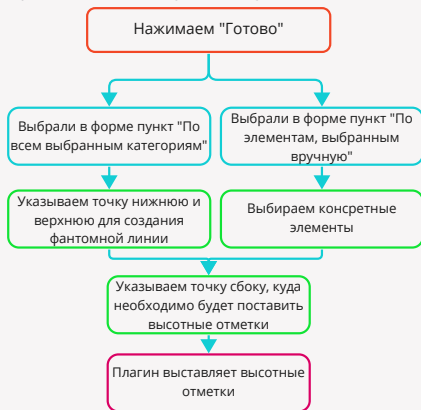 Нажимаем "Готово"
Выбрали в форме пункт "По
всем выбранным категориям"
Выбрали в форме пункт "По
элементам, выбранным
вручную"
Указываем точку нижнюю и
верхнюю для создания
фантомной линии
Выбираем консретные
элементы
Указываем точку сбоку, куда
необходимо будет поставить
высотные отметки
Плагин выставляет высотные
отметки